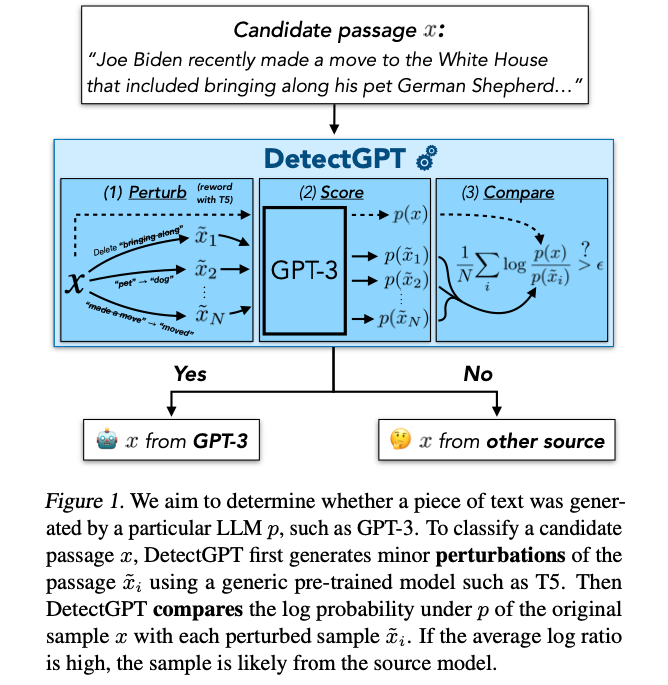 Candidate passage x:
“Joe Biden recently made a move to the White House
that included bringing along his pet German Shepherd…”
DetectGPT
(1) Perturb (reword with T5)
x
Delete “bringing along”
x̃₁
“pet” → “dog”
x̃₂
⋮
“made a move” → “moved”
x̃_N
(2) Score
GPT-3
p(x)
p(x̃₁)
p(x̃₂)
⋮
p(x̃_N)
(3) Compare
1/N ∑_i log p(x)/p(x̃_i) >? ϵ
Yes
No
🤖 x from GPT-3
🤔 x from other source
Figure 1. We aim to determine whether a piece of text was gener-
ated by a particular LLM p, such as GPT-3. To classify a candidate
passage x, DetectGPT first generates minor perturbations of the
passage x̃_i using a generic pre-trained model such as T5. Then
DetectGPT compares the log probability under p of the original
sample x with each perturbed sample x̃_i. If the average log ratio
is high, the sample is likely from the source model.